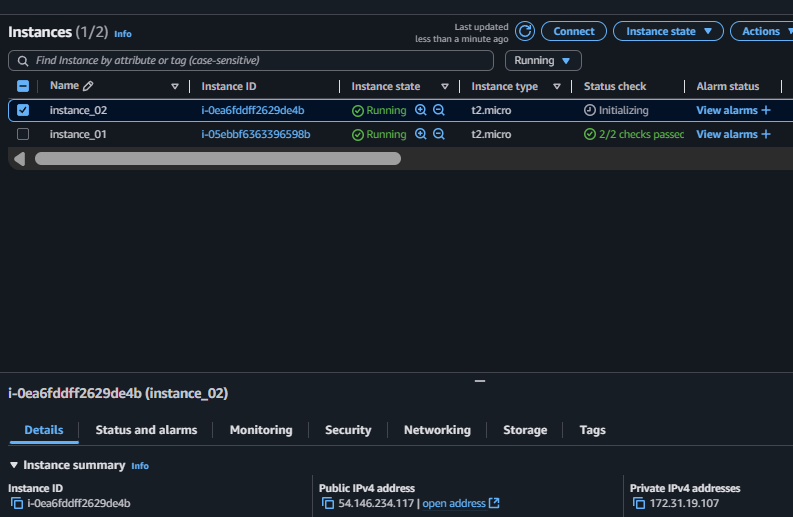 Instances (1/2) Info
Last updated
less than a minute ago
Connect
Instance state
Actions
Find Instance by attribute or tag (case-sensitive)
Running
Name Instance ID Instance state Instance type Status check Alarm status
instance_02 i-0ea6fddff2629de4b Running t2.micro Initializing View alarms +
instance_01 i-05ebbf6363396598b Running t2.micro 2/2 checks passec View alarms +
i-0ea6fddff2629de4b (instance_02)
Details Status and alarms Monitoring Security Networking Storage Tags
Instance summary Info
Instance ID Public IPv4 address Private IPv4 addresses
i-0ea6fddff2629de4b 54.146.234.117 | open address 172.31.19.107